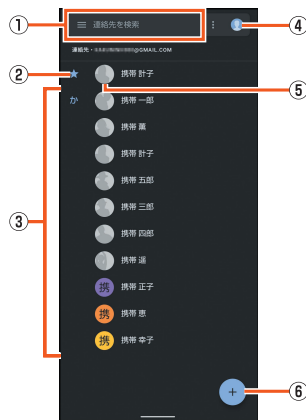 ①
連絡先を検索
④
連絡先・@GMAIL.COM
②
携帯 計子
⑤
か
携帯 一郎
携帯 薫
携帯 計子
携帯 五郎
③
携帯 三郎
携帯 四郎
携帯 遥
携 携帯 正子
携 携帯 恵
携 携帯 幸子
+
⑥